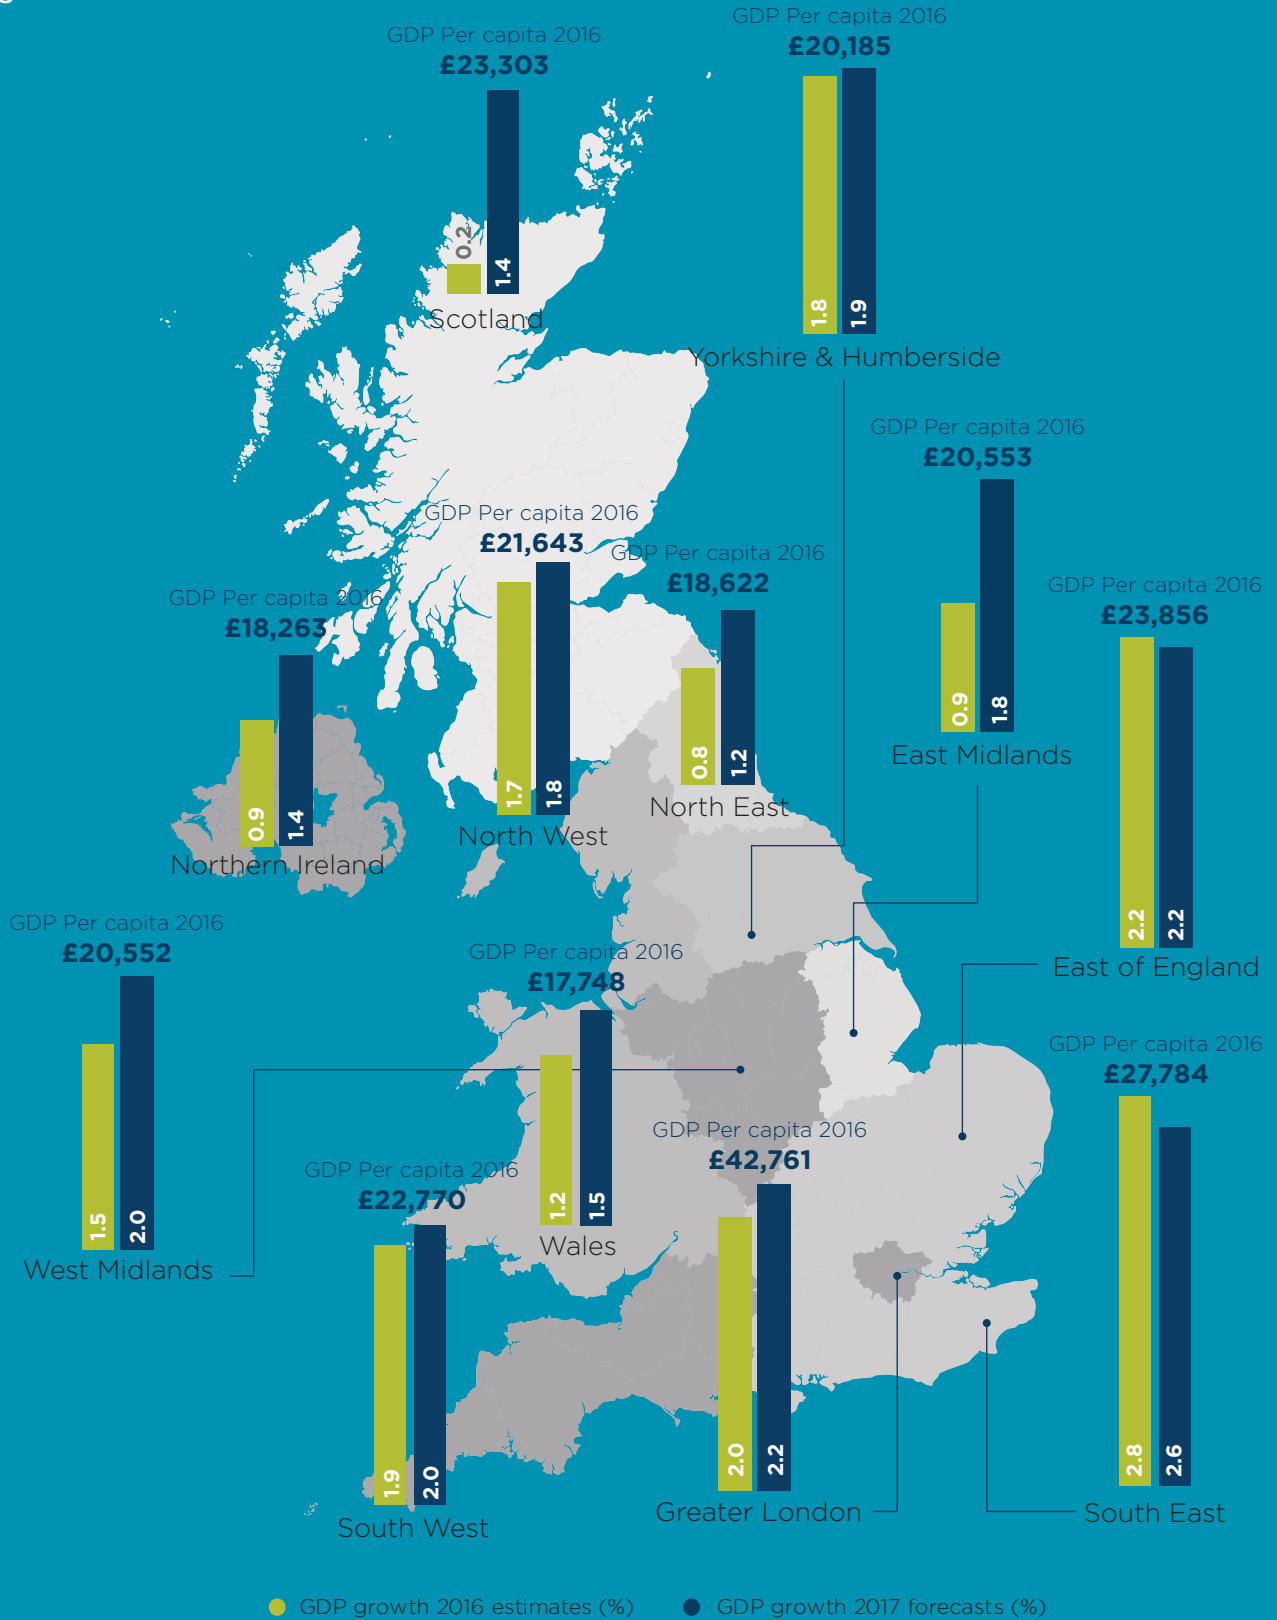 GDP Per capita 2016
£23,303
0.2
1.4
Scotland
GDP Per capita 2016
£20,185
1.8
1.9
Yorkshire & Humberside
GDP Per capita 2016
£20,553
0.9
1.8
East Midlands
GDP Per capita 2016
£21,643
1.7
1.8
North West
GDP Per capita 2016
£18,622
0.8
1.2
North East
GDP Per capita 2016
£18,263
0.9
1.4
Northern Ireland
GDP Per capita 2016
£23,856
2.2
2.2
East of England
GDP Per capita 2016
£20,552
1.5
2.0
West Midlands
GDP Per capita 2016
£17,748
1.2
1.5
Wales
GDP Per capita 2016
£27,784
2.8
2.6
South East
GDP Per capita 2016
£42,761
2.0
2.2
Greater London
GDP Per capita 2016
£22,770
1.9
2.0
South West
GDP growth 2016 estimates (%)
GDP growth 2017 forecasts (%)